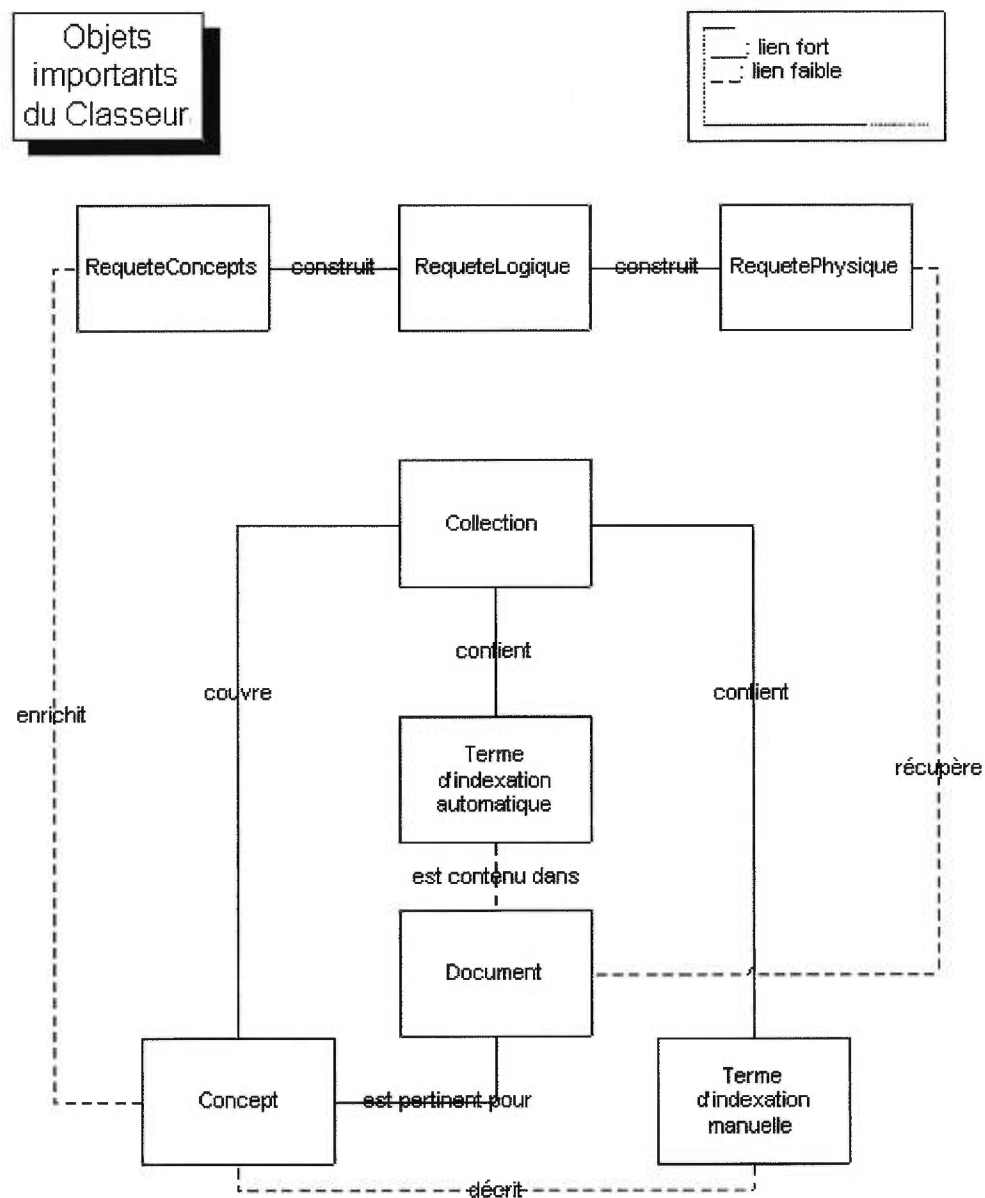 Objets
importants
du Classeur
: lien fort
: lien faible
RequeteConcepts
construit
RequeteLogique
construit
RequetePhysique
Collection
contient
couvre
contient
enrichit
Terme
d'indexation
automatique
récupère
est contenu dans
Document
Concept
est pertinent pour
Terme
d'indexation
manuelle
décrit